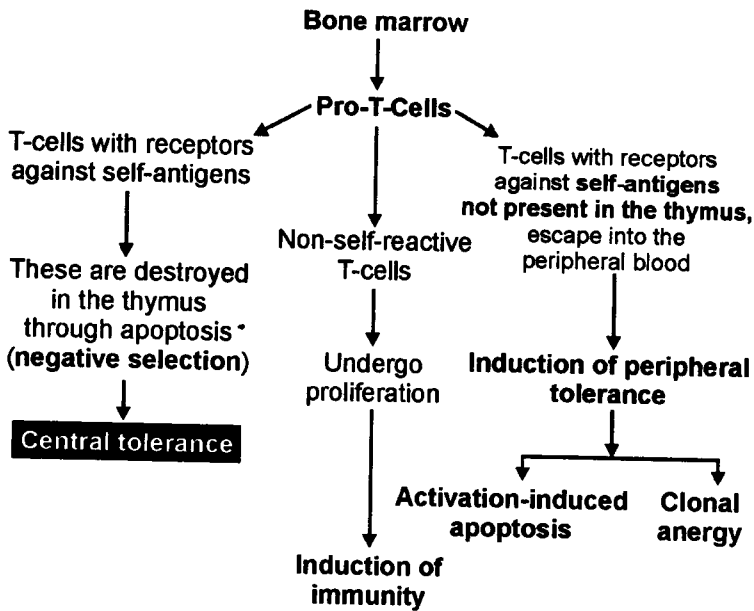 Bone marrow
Pro-T-Cells
T-cells with receptors
against self-antigens
These are destroyed
in the thymus
through apoptosis
(negative selection)
Central tolerance
Non-self-reactive
T-cells
Undergo
proliferation
Induction of
immunity
T-cells with receptors
against self-antigens
not present in the thymus,
escape into the
peripheral blood
Induction of peripheral
tolerance
Activation-induced
apoptosis
Clonal
anergy